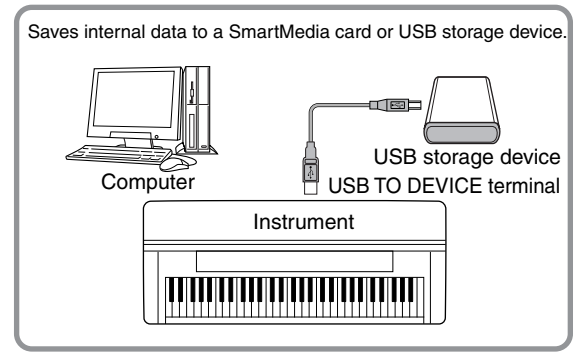 Saves internal data to a SmartMedia card or USB storage device.
USB storage device
Computer
USB TO DEVICE terminal
Instrument